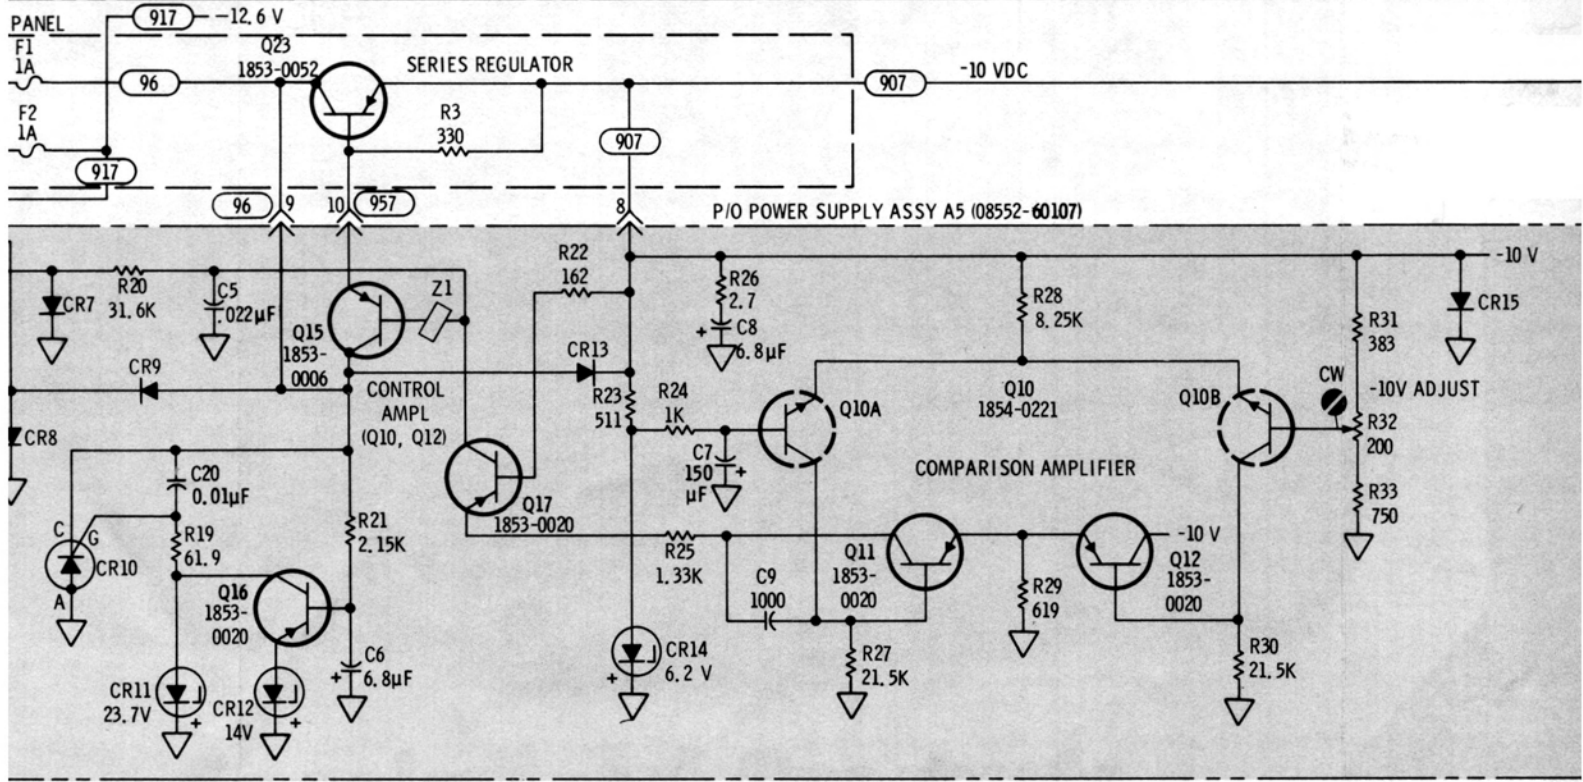 917
-12.6 V
PANEL
F1
1A
96
Q23
1853-0052
SERIES REGULATOR
907
-10 VDC
F2
1A
R3
330
907
917
96
9
10
957
8
P/O POWER SUPPLY ASSY A5 (08552-60107)
CR7
R20
31.6K
C5
.022μF
Q15
1853-
0006
Z1
R22
162
R26
2.7
C8
6.8μF
+
R28
8.25K
-10 V
CR15
R31
383
CR9
CR8
CONTROL
AMPL
(Q10, Q12)
CR13
R23
511
R24
1K
Q10A
Q10
1854-0221
Q10B
CW
-10V ADJUST
R32
200
C20
0.01μF
C7
150
μF
+
COMPARISON AMPLIFIER
R33
750
C
G
R19
61.9
CR10
A
R21
2.15K
Q17
1853-0020
R25
1.33K
C9
1000
Q11
1853-
0020
R29
619
Q12
1853-
0020
-10 V
Q16
1853-
0020
C6
6.8μF
+
CR11
23.7V
+
CR12
14V
+
CR14
6.2 V
+
R27
21.5K
R30
21.5K